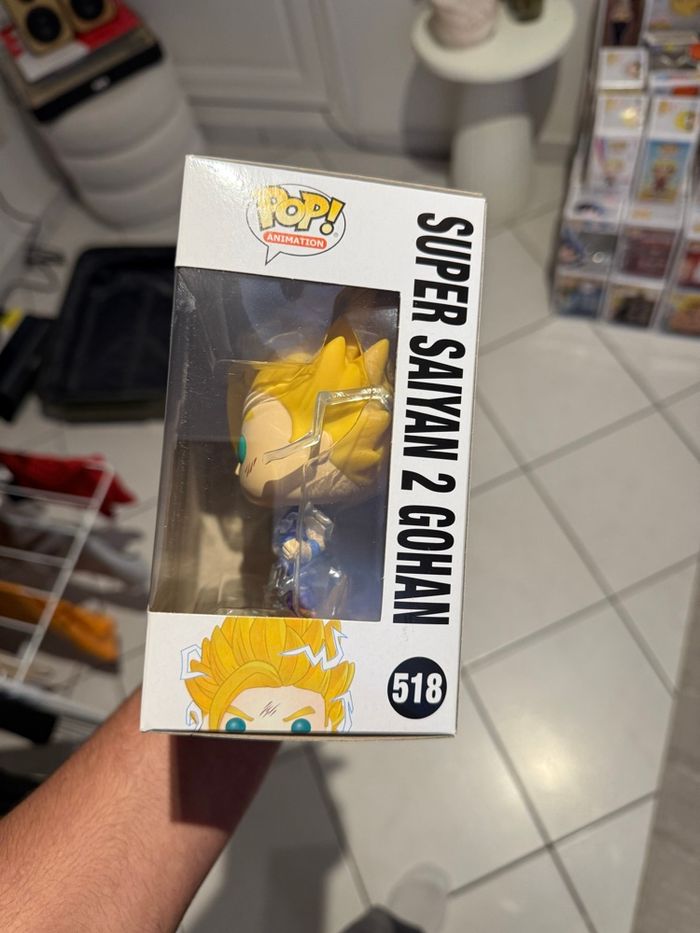 POP!
ANIMATION
SUPER SAIYAN 2 GOHAN
518